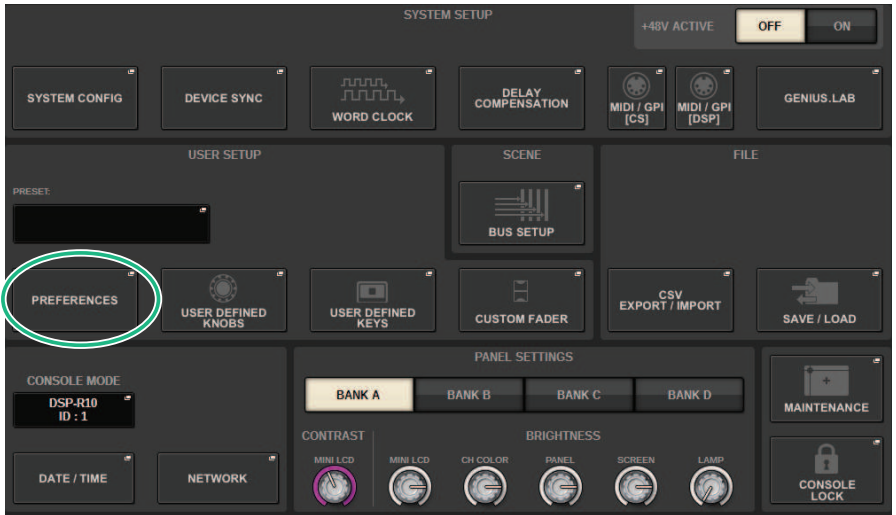 SYSTEM SETUP
+48V ACTIVE
OFF
ON
SYSTEM CONFIG
DEVICE SYNC
WORD CLOCK
DELAY
COMPENSATION
MIDI / GPI
[CS]
MIDI / GPI
[DSP]
GENIUS.LAB
USER SETUP
SCENE
FILE
PRESET:
BUS SETUP
PREFERENCES
USER DEFINED
KNOBS
USER DEFINED
KEYS
CUSTOM FADER
CSV
EXPORT / IMPORT
SAVE / LOAD
CONSOLE MODE
DSP-R10
ID : 1
PANEL SETTINGS
BANK A
BANK B
BANK C
BANK D
MAINTENANCE
CONTRAST
BRIGHTNESS
MINI LCD
MINI LCD
CH COLOR
PANEL
SCREEN
LAMP
DATE / TIME
NETWORK
CONSOLE
LOCK